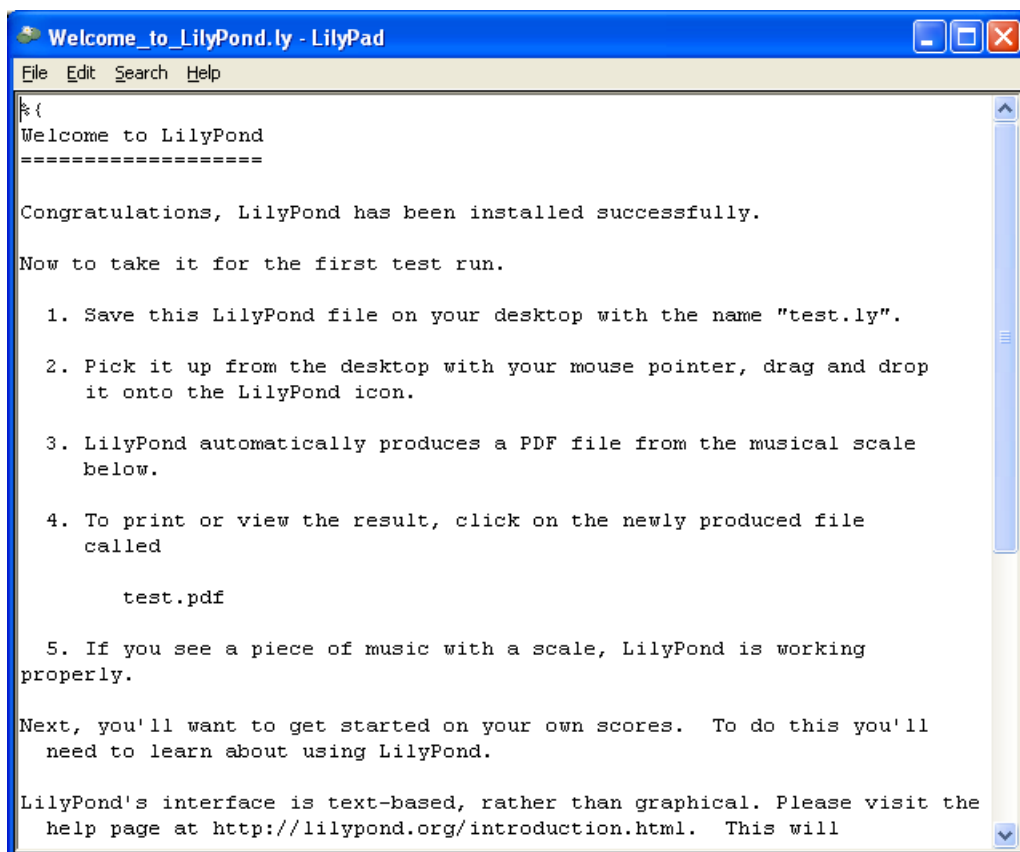 Welcome_to_LilyPond.ly - LilyPad
File Edit Search Help
%{
Welcome to LilyPond
===================
Congratulations, LilyPond has been installed successfully.
Now to take it for the first test run.
1. Save this LilyPond file on your desktop with the name "test.ly".
2. Pick it up from the desktop with your mouse pointer, drag and drop
it onto the LilyPond icon.
3. LilyPond automatically produces a PDF file from the musical scale
below.
4. To print or view the result, click on the newly produced file
called
test.pdf
5. If you see a piece of music with a scale, LilyPond is working
properly.
Next, you'll want to get started on your own scores.  To do this you'll
need to learn about using LilyPond.
LilyPond's interface is text-based, rather than graphical. Please visit the
help page at http://lilypond.org/introduction.html.  This will